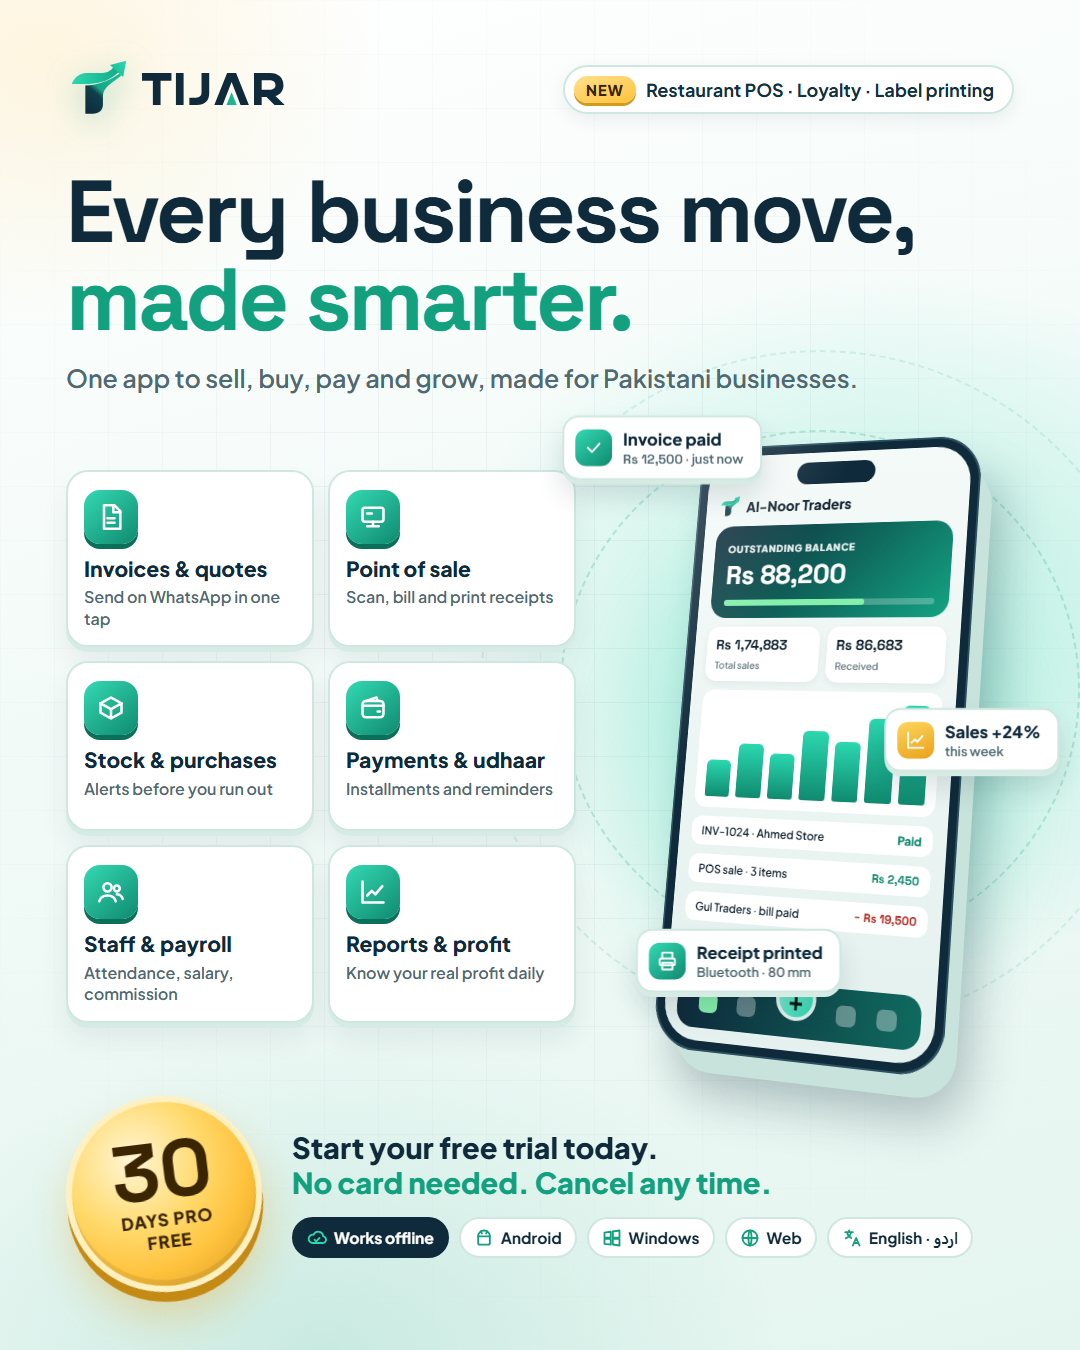 TIJAR
NEW Restaurant POS · Loyalty · Label printing
Every business move,
made smarter.
One app to sell, buy, pay and grow, made for Pakistani businesses.
Invoices & quotes
Send on WhatsApp in one
tap
Point of sale
Scan, bill and print receipts
Stock & purchases
Alerts before you run out
Payments & udhaar
Installments and reminders
Staff & payroll
Attendance, salary,
commission
Reports & profit
Know your real profit daily
Invoice paid
Rs 12,500 · just now
Al-Noor Traders
OUTSTANDING BALANCE
Rs 88,200
Rs 1,74,883
Total sales
Rs 86,683
Received
Sales +24%
this week
INV-1024 · Ahmed Store Paid
POS sale · 3 items Rs 2,450
Gul Traders · bill paid - Rs 19,500
Receipt printed
Bluetooth · 80 mm
30
DAYS PRO
FREE
Start your free trial today.
No card needed. Cancel any time.
Works offline
Android
Windows
Web
English · اردو